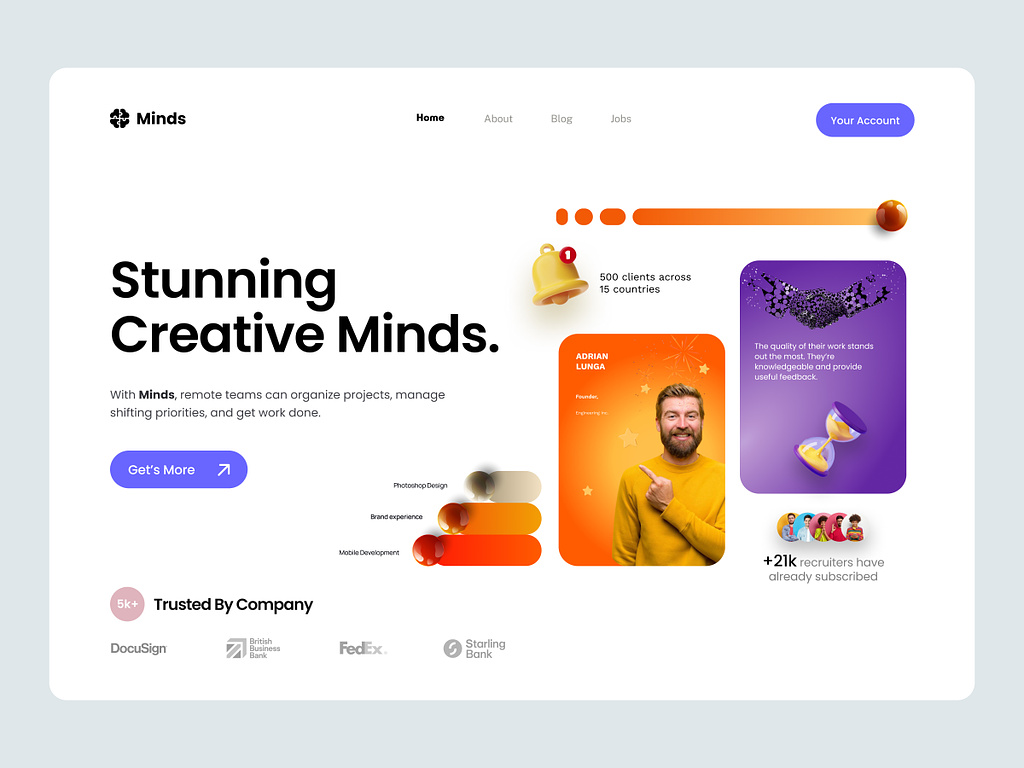 Minds
Home
About
Blog
Jobs
Your Account
Stunning
Creative Minds.
With Minds, remote teams can organize projects, manage
shifting priorities, and get work done.
Get's More
1
500 clients across
15 countries
ADRIAN
LUNGA
Founder,
Engineering Inc.
The quality of their work stands
out the most. They're
knowledgeable and provide
useful feedback.
Photoshop Design
Brand experience
Mobile Development
+21k recruiters have
already subscribed
5k+
Trusted By Company
DocuSign
British
Business
Bank
FedEx.
Starling
Bank